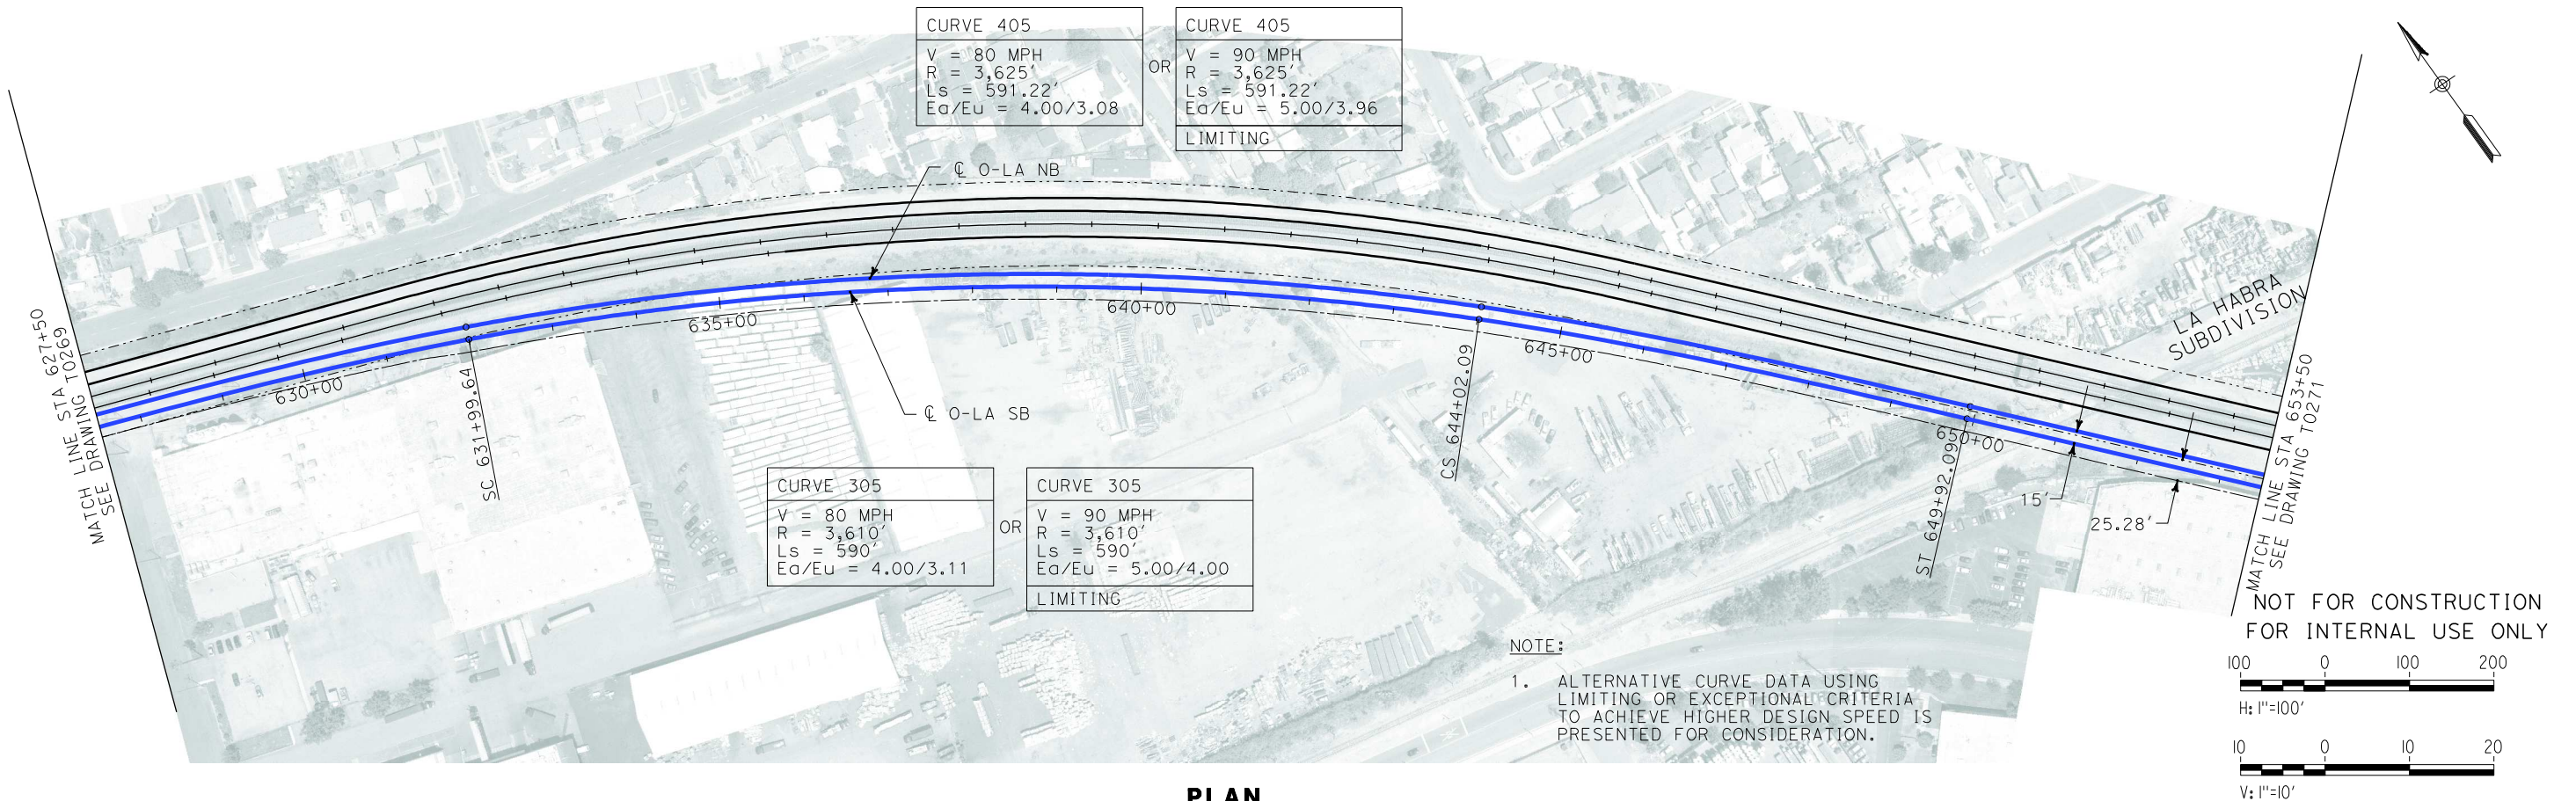 CURVE 405
V = 80 MPH
R = 3,625'
Ls = 591.22'
Ea/Eu = 4.00/3.08
OR
CURVE 405
V = 90 MPH
R = 3,625'
Ls = 591.22'
Ea/Eu = 5.00/3.96
LIMITING
℄ O-LA NB
MATCH LINE STA 627+50
SEE DRAWING T0269
630+00
SC 631+99.64
635+00
640+00
℄ O-LA SB
CS 644+02.09
645+00
ST 649+92.09
650+00
15'
25.28'
LA HABRA
SUBDIVISION
MATCH LINE STA 653+50
SEE DRAWING T0271
CURVE 305
V = 80 MPH
R = 3,610'
Ls = 590'
Ea/Eu = 4.00/3.11
OR
CURVE 305
V = 90 MPH
R = 3,610'
Ls = 590'
Ea/Eu = 5.00/4.00
LIMITING
NOTE:
1. ALTERNATIVE CURVE DATA USING
LIMITING OR EXCEPTIONAL CRITERIA
TO ACHIEVE HIGHER DESIGN SPEED IS
PRESENTED FOR CONSIDERATION.
NOT FOR CONSTRUCTION
FOR INTERNAL USE ONLY
100 0 100 200
H: 1"=100'
10 0 10 20
V: 1"=10'
PLAN